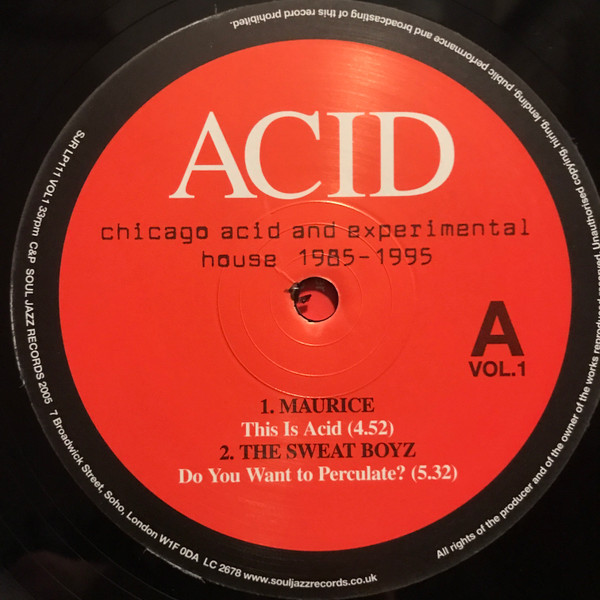 ACID
chicago acid and experimental
house 1985-1995
A
VOL.1
1. MAURICE
This Is Acid (4.52)
2. THE SWEAT BOYZ
Do You Want to Perculate? (5.32)
SJR LP111 VOL1 33rpm C&P SOUL JAZZ RECORDS 2005 7 Broadwick Street, Soho, London W1F 0DA LC 2678 www.souljazzrecords.co.uk
All rights of the producer and of the owner of the works reproduced reserved. Unauthorised copying, hiring, lending, public performance and broadcasting of this record prohibited.